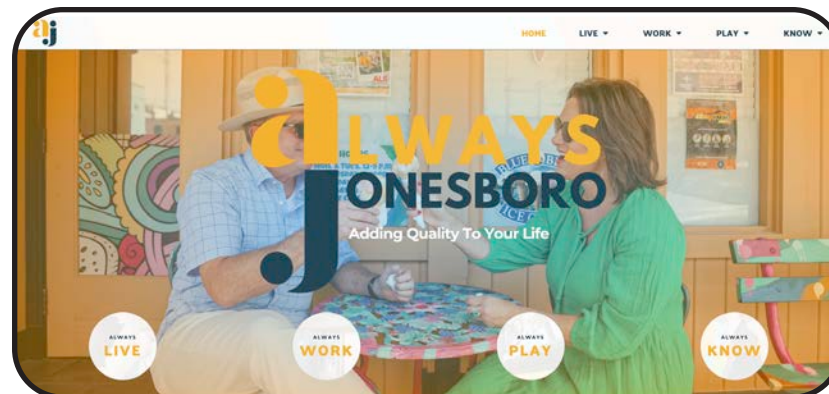 aj
HOME LIVE WORK PLAY KNOW
aLWAYS
jONESBORO
Adding Quality To Your Life
ALWAYS
LIVE
ALWAYS
WORK
ALWAYS
PLAY
ALWAYS
KNOW